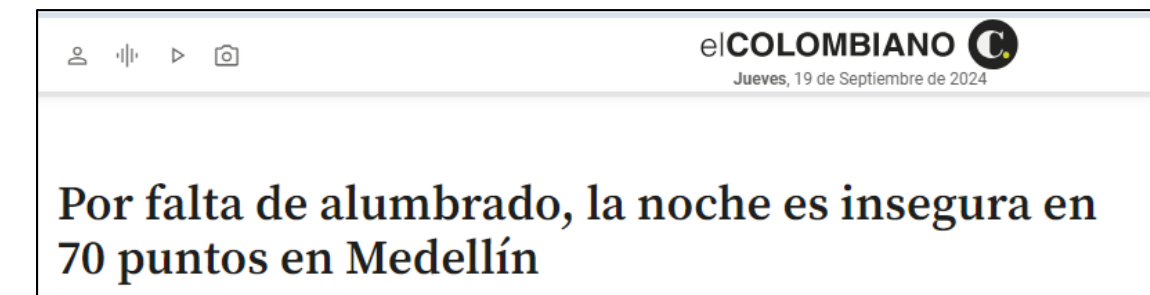 elCOLOMBIANO C.
Jueves, 19 de Septiembre de 2024
Por falta de alumbrado, la noche es insegura en
70 puntos en Medellín